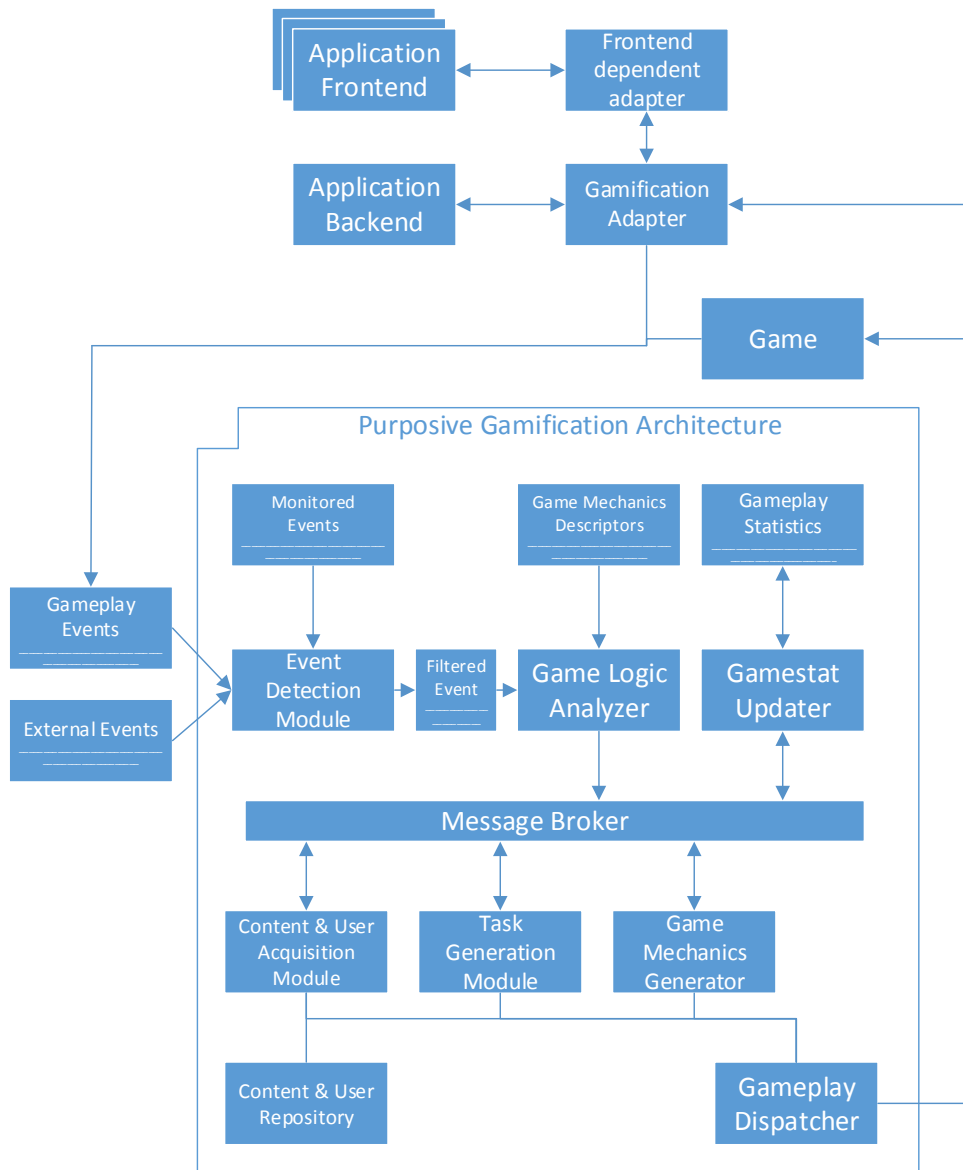 Application
Frontend
Frontend
dependent
adapter
Application
Backend
Gamification
Adapter
Game
Purposive Gamification Architecture
Monitored
Events
Game Mechanics
Descriptors
Gameplay
Statistics
Gameplay
Events
External Events
Event
Detection
Module
Filtered
Event
Game Logic
Analyzer
Gamestat
Updater
Message Broker
Content & User
Acquisition
Module
Task
Generation
Module
Game
Mechanics
Generator
Content & User
Repository
Gameplay
Dispatcher